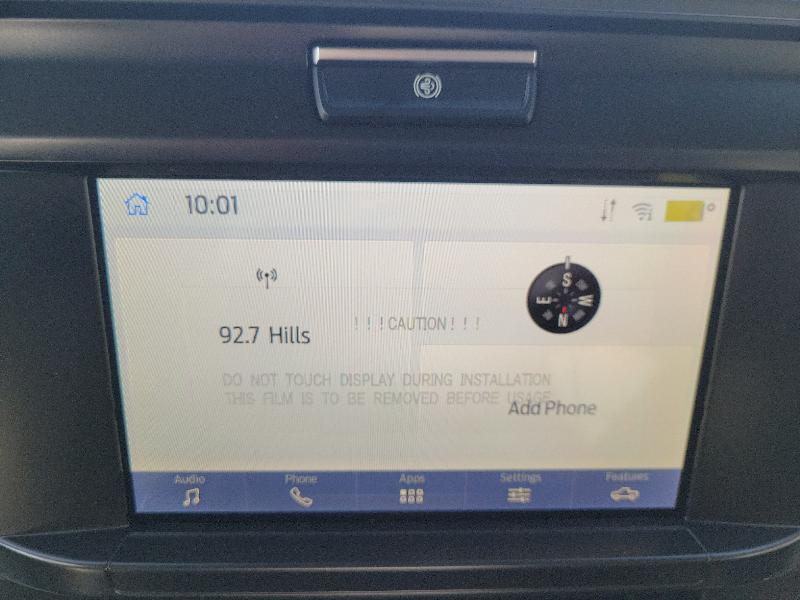 10:01
S
E W
N
92.7 Hills
! ! ! CAUTION ! ! !
DO NOT TOUCH DISPLAY DURING INSTALLATION
THIS FILM IS TO BE REMOVED BEFORE USAGE
Add Phone
Audio Phone Apps Settings Features